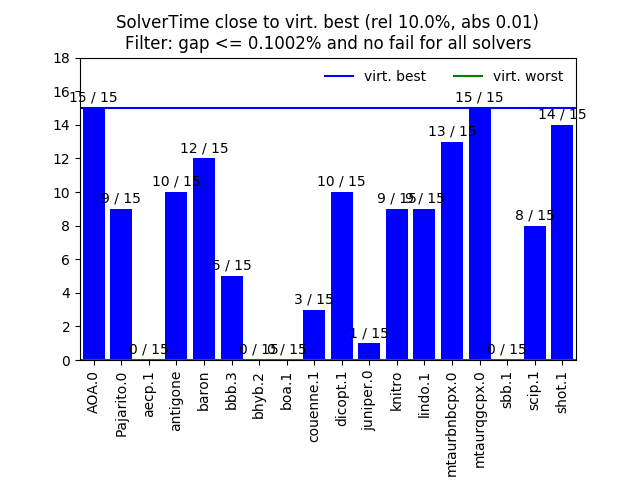 SolverTime close to virt. best (rel 10.0%, abs 0.01)
Filter: gap <= 0.1002% and no fail for all solvers
virt. best
virt. worst
18
16
14
12
10
8
6
4
2
0
15 / 15
9 / 15
0 / 15
10 / 15
12 / 15
5 / 15
0 / 15
0 / 15
3 / 15
10 / 15
1 / 15
9 / 15
9 / 15
13 / 15
15 / 15
0 / 15
8 / 15
14 / 15
AOA.0
Pajarito.0
aecp.1
antigone
baron
bbb.3
bhyb.2
boa.1
couenne.1
dicopt.1
juniper.0
knitro
lindo.1
mtaurbnbcpx.0
mtaurqgcpx.0
sbb.1
scip.1
shot.1